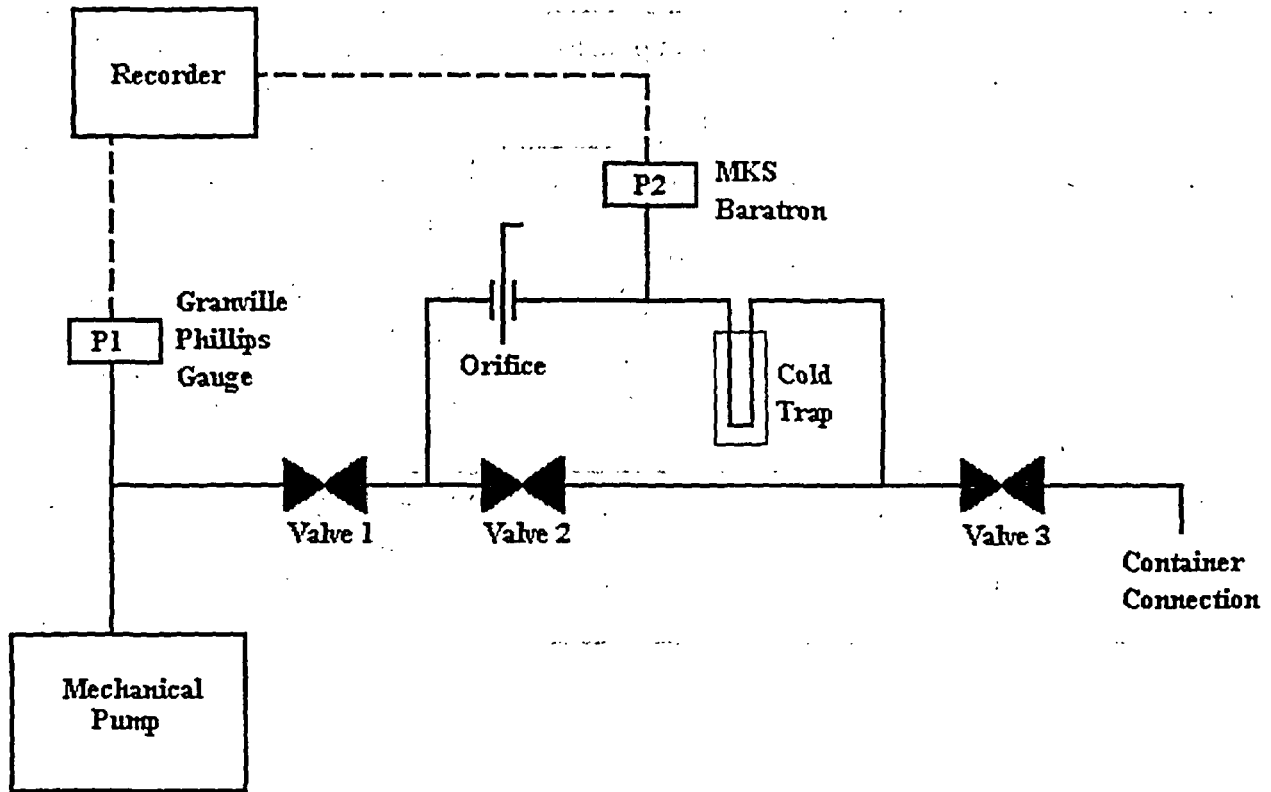 Recorder
P2
MKS
Baratron
Granville
Phillips
Gauge
P1
Orifice
Cold
Trap
Valve 1
Valve 2
Valve 3
Container
Connection
Mechanical
Pump